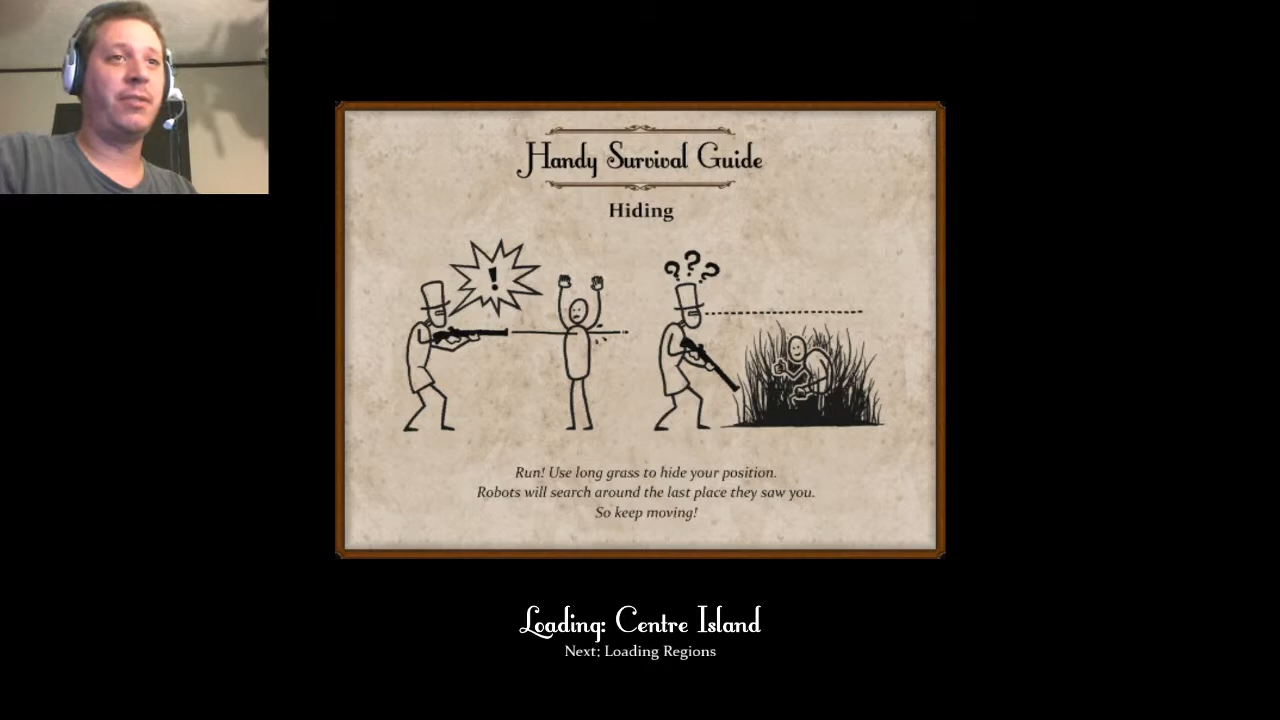 Handy Survival Guide
Hiding
!
? ? ?
Run! Use long grass to hide your position.
Robots will search around the last place they saw you.
So keep moving!
Loading: Centre Island
Next: Loading Regions